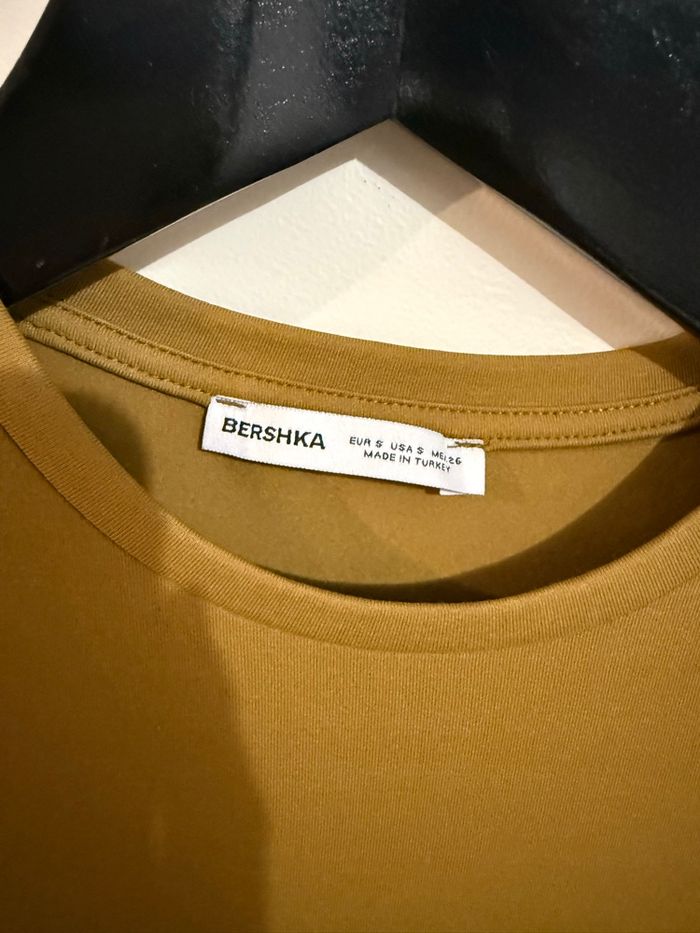 BERSHKA
EUR S USA S MEX 26
MADE IN TURKEY